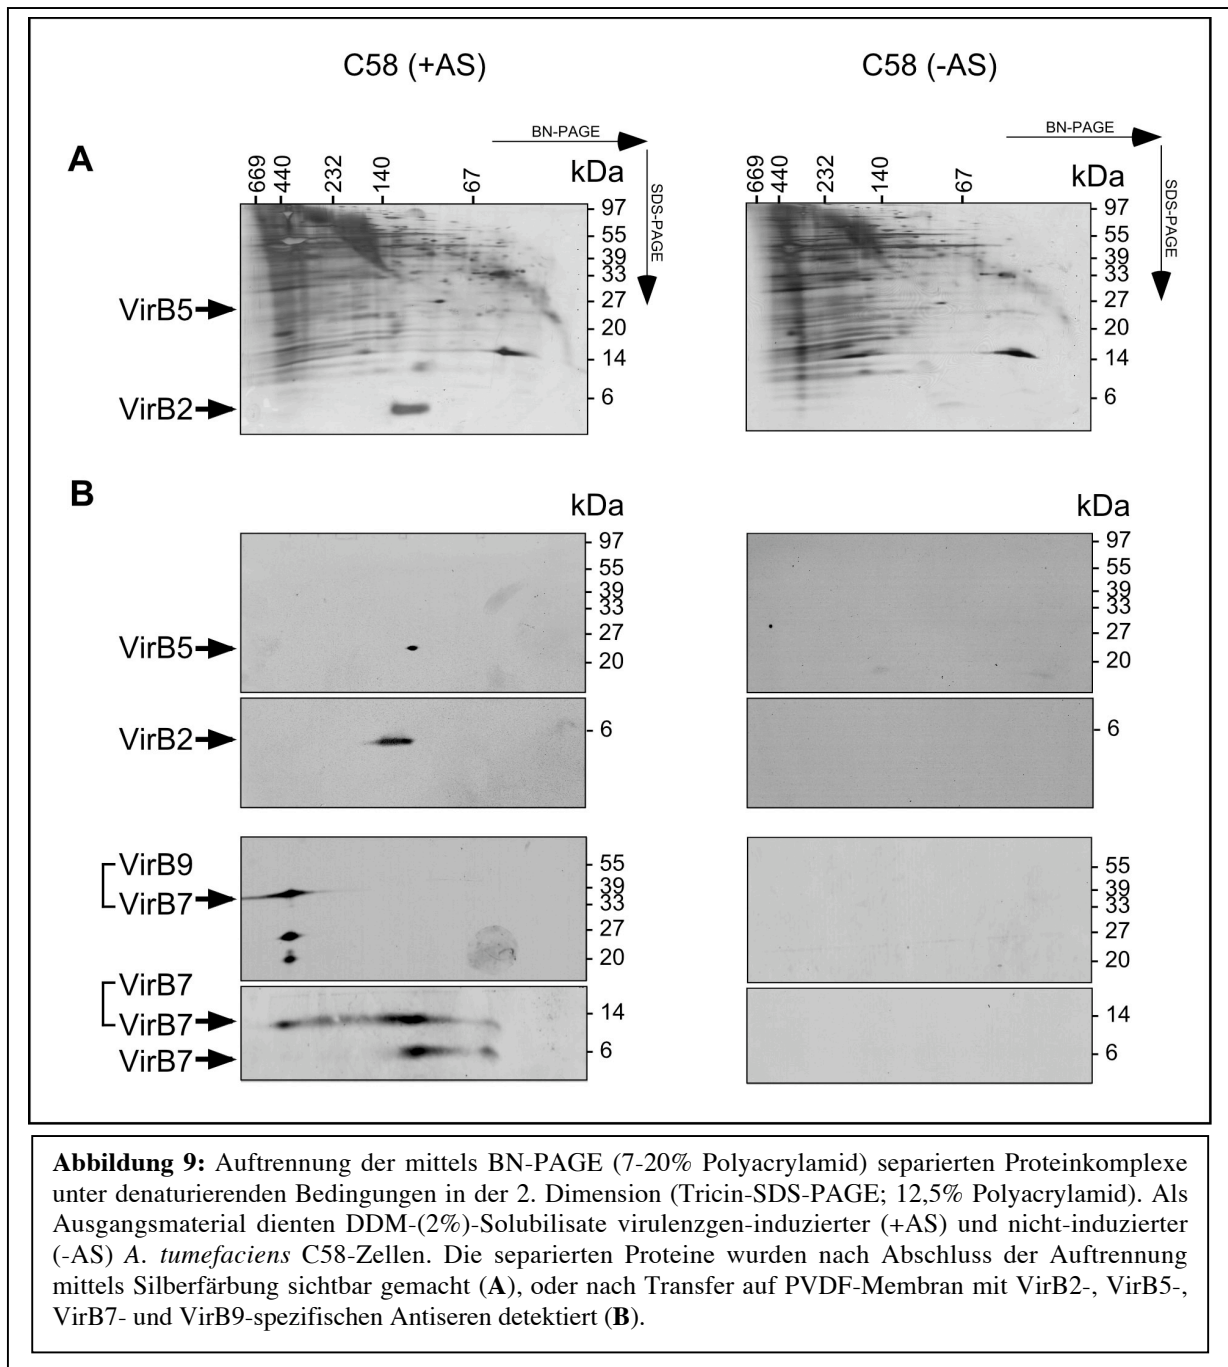 C58 (+AS)
C58 (-AS)
A
BN-PAGE
SDS-PAGE
669 440 232 140 67 kDa
97
55
39
33
27
20
14
6
VirB5
VirB2
BN-PAGE
SDS-PAGE
669 440 232 140 67 kDa
97
55
39
33
27
20
14
6
B
kDa
97
55
39
33
27
20
VirB5
6
VirB2
55
39
33
27
20
VirB9
VirB7
14
6
VirB7
VirB7
VirB7
kDa
97
55
39
33
27
20
6
55
39
33
27
20
14
6
Abbildung 9: Auftrennung der mittels BN-PAGE (7-20% Polyacrylamid) separierten Proteinkomplexe
unter denaturierenden Bedingungen in der 2. Dimension (Tricin-SDS-PAGE; 12,5% Polyacrylamid). Als
Ausgangsmaterial dienten DDM-(2%)-Solubilisate virulenzgen-induzierter (+AS) und nicht-induzierter
(-AS) A. tumefaciens C58-Zellen. Die separierten Proteine wurden nach Abschluss der Auftrennung
mittels Silberfärbung sichtbar gemacht (A), oder nach Transfer auf PVDF-Membran mit VirB2-, VirB5-,
VirB7- und VirB9-spezifischen Antiseren detektiert (B).